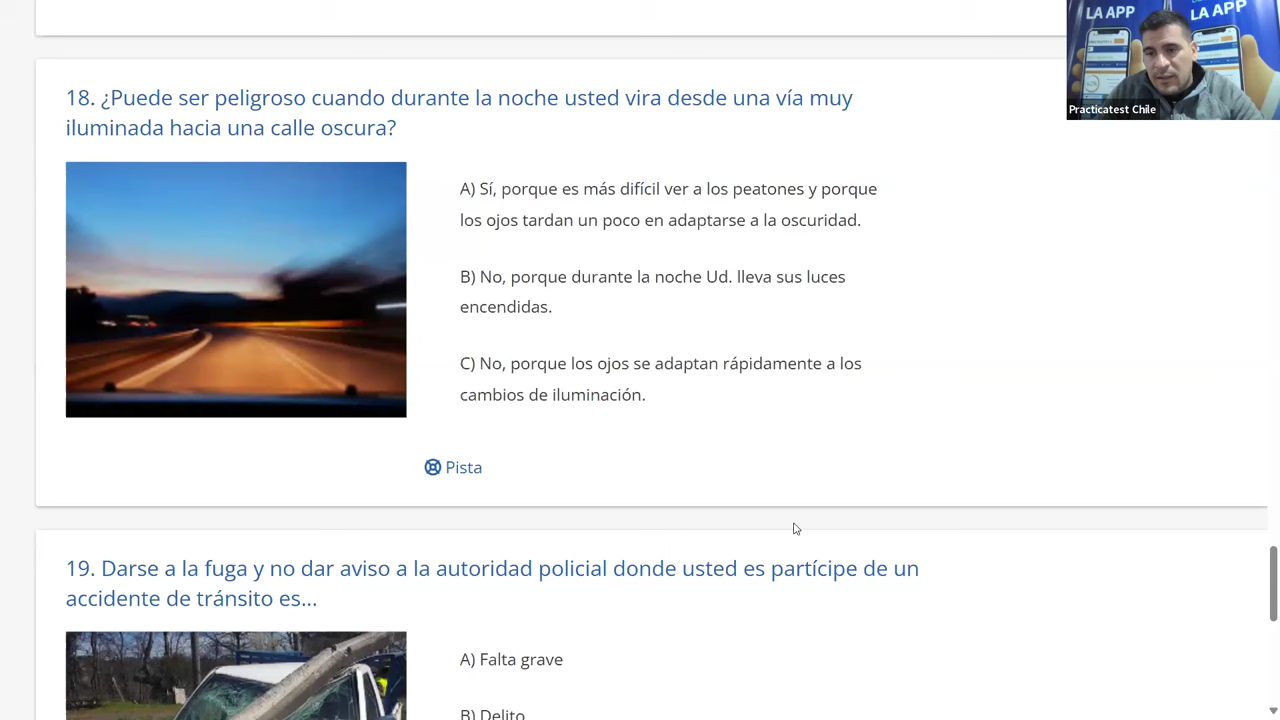 LA APP
LA APP
Practicatest Chile
18. ¿Puede ser peligroso cuando durante la noche usted vira desde una vía muy
iluminada hacia una calle oscura?
A) Sí, porque es más difícil ver a los peatones y porque
los ojos tardan un poco en adaptarse a la oscuridad.
B) No, porque durante la noche Ud. lleva sus luces
encendidas.
C) No, porque los ojos se adaptan rápidamente a los
cambios de iluminación.
Pista
19. Darse a la fuga y no dar aviso a la autoridad policial donde usted es partícipe de un
accidente de tránsito es...
A) Falta grave
B) Delito